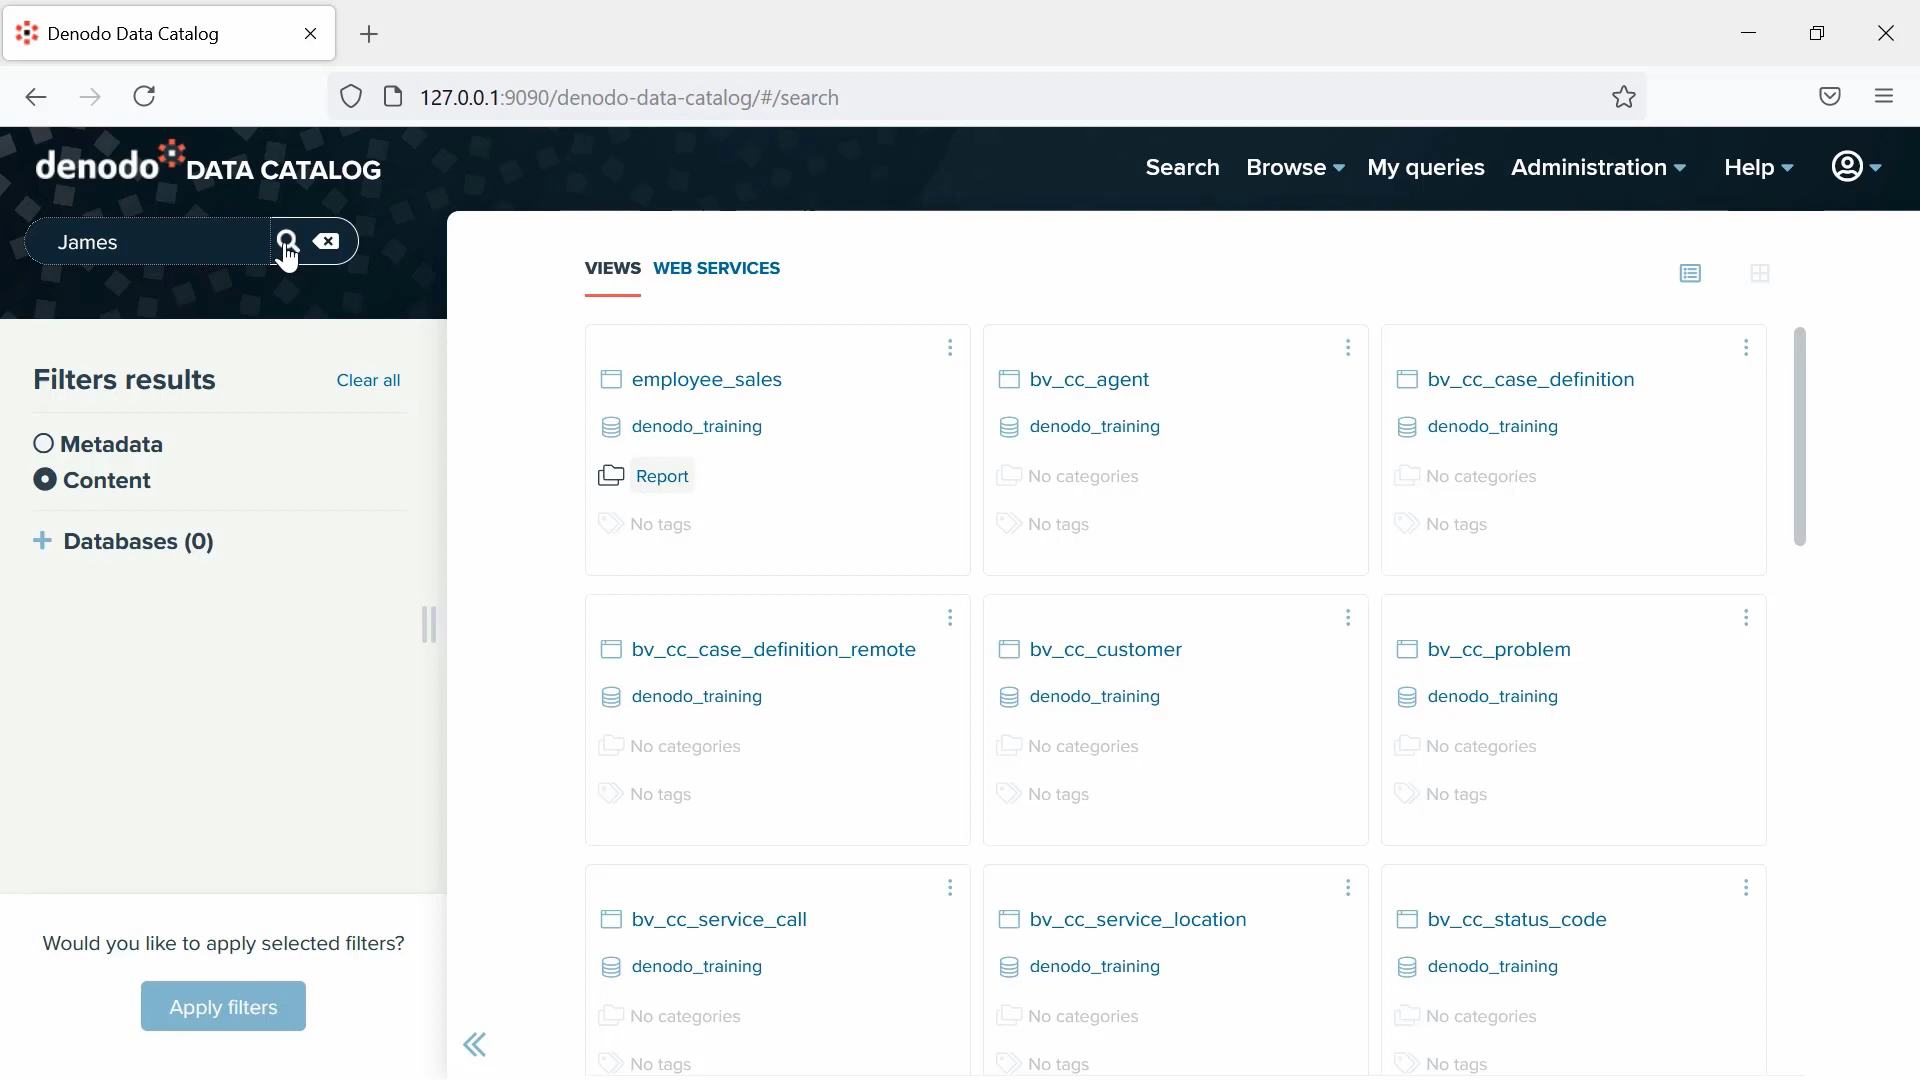 Denodo Data Catalog
127.0.0.1:9090/denodo-data-catalog/#/search
denodo DATA CATALOG
Search Browse My queries Administration Help
James
VIEWS WEB SERVICES
Filters results Clear all
Metadata
Content
Databases (0)
Would you like to apply selected filters?
Apply filters
employee_sales
denodo_training
Report
No tags
bv_cc_agent
denodo_training
No categories
No tags
bv_cc_case_definition
denodo_training
No categories
No tags
bv_cc_case_definition_remote
denodo_training
No categories
No tags
bv_cc_customer
denodo_training
No categories
No tags
bv_cc_problem
denodo_training
No categories
No tags
bv_cc_service_call
denodo_training
No categories
No tags
bv_cc_service_location
denodo_training
No categories
No tags
bv_cc_status_code
denodo_training
No categories
No tags